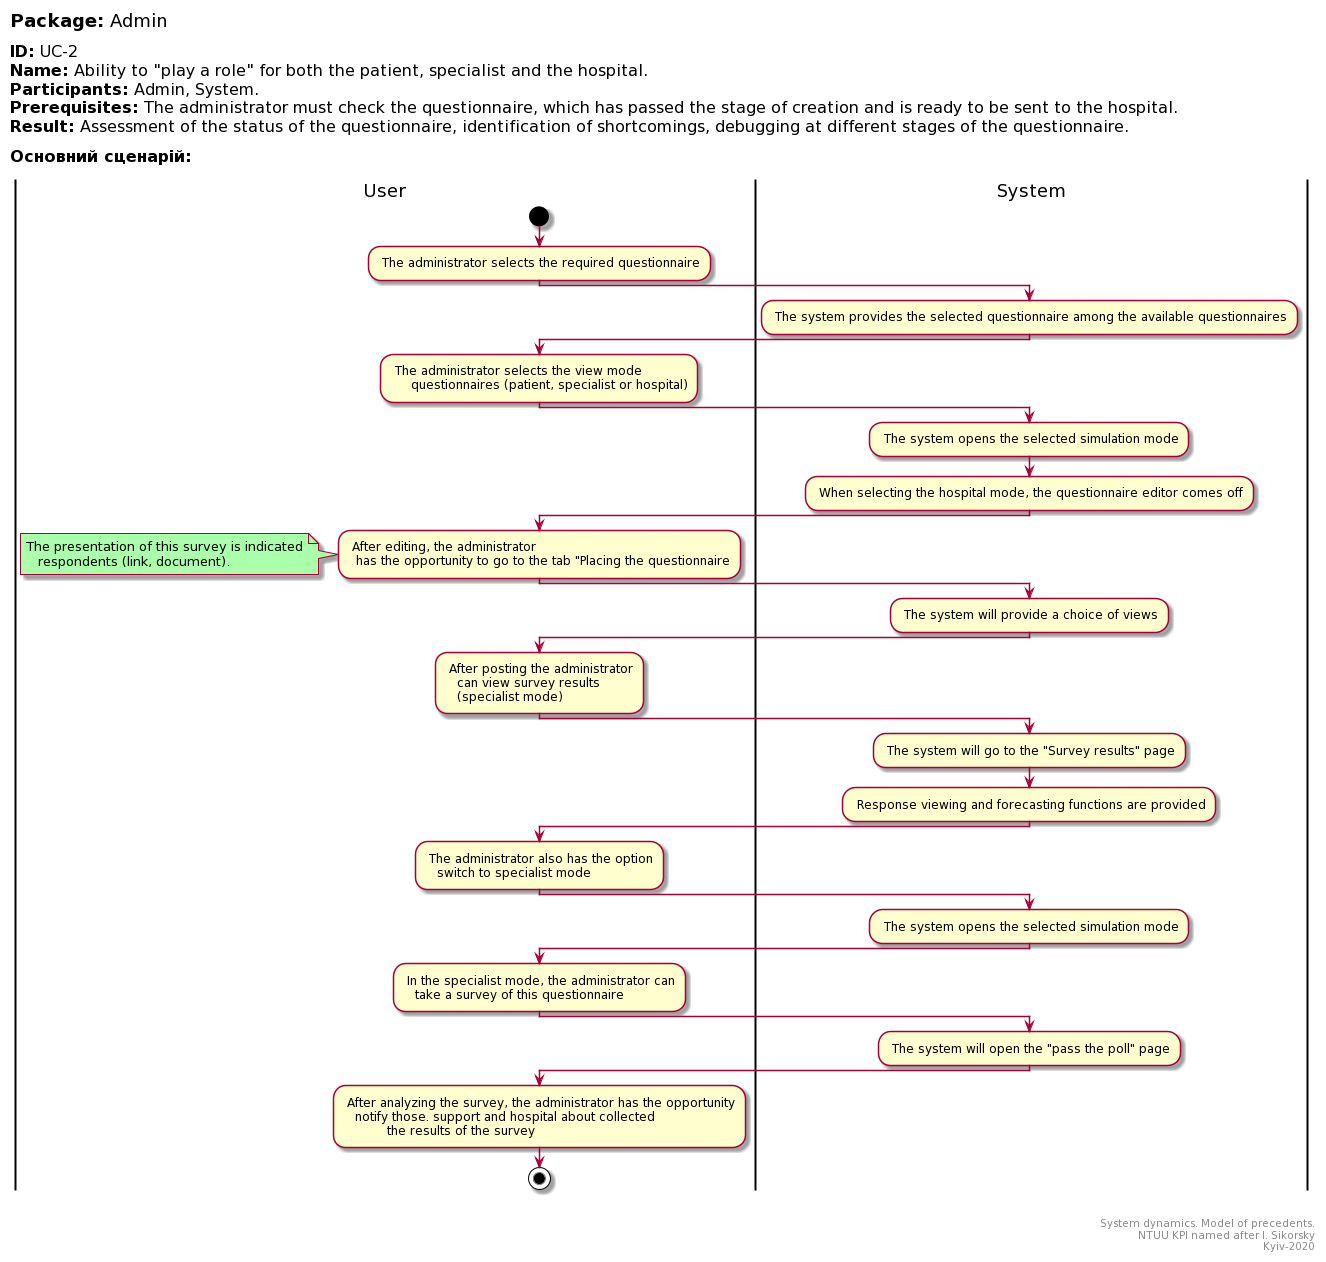 Package: Admin
ID: UC-2
Name: Ability to "play a role" for both the patient, specialist and the hospital.
Participants: Admin, System.
Prerequisites: The administrator must check the questionnaire, which has passed the stage of creation and is ready to be sent to the hospital.
Result: Assessment of the status of the questionnaire, identification of shortcomings, debugging at different stages of the questionnaire.
Основний сценарій:
User
System
The administrator selects the required questionnaire
The system provides the selected questionnaire among the available questionnaires
The administrator selects the view mode
questionnaires (patient, specialist or hospital)
The system opens the selected simulation mode
When selecting the hospital mode, the questionnaire editor comes off
The presentation of this survey is indicated
respondents (link, document).
After editing, the administrator
has the opportunity to go to the tab "Placing the questionnaire
The system will provide a choice of views
After posting the administrator
can view survey results
(specialist mode)
The system will go to the "Survey results" page
Response viewing and forecasting functions are provided
The administrator also has the option
switch to specialist mode
The system opens the selected simulation mode
In the specialist mode, the administrator can
take a survey of this questionnaire
The system will open the "pass the poll" page
After analyzing the survey, the administrator has the opportunity
notify those. support and hospital about collected
the results of the survey
System dynamics. Model of precedents.
NTUU KPI named after I. Sikorsky
Kyiv-2020